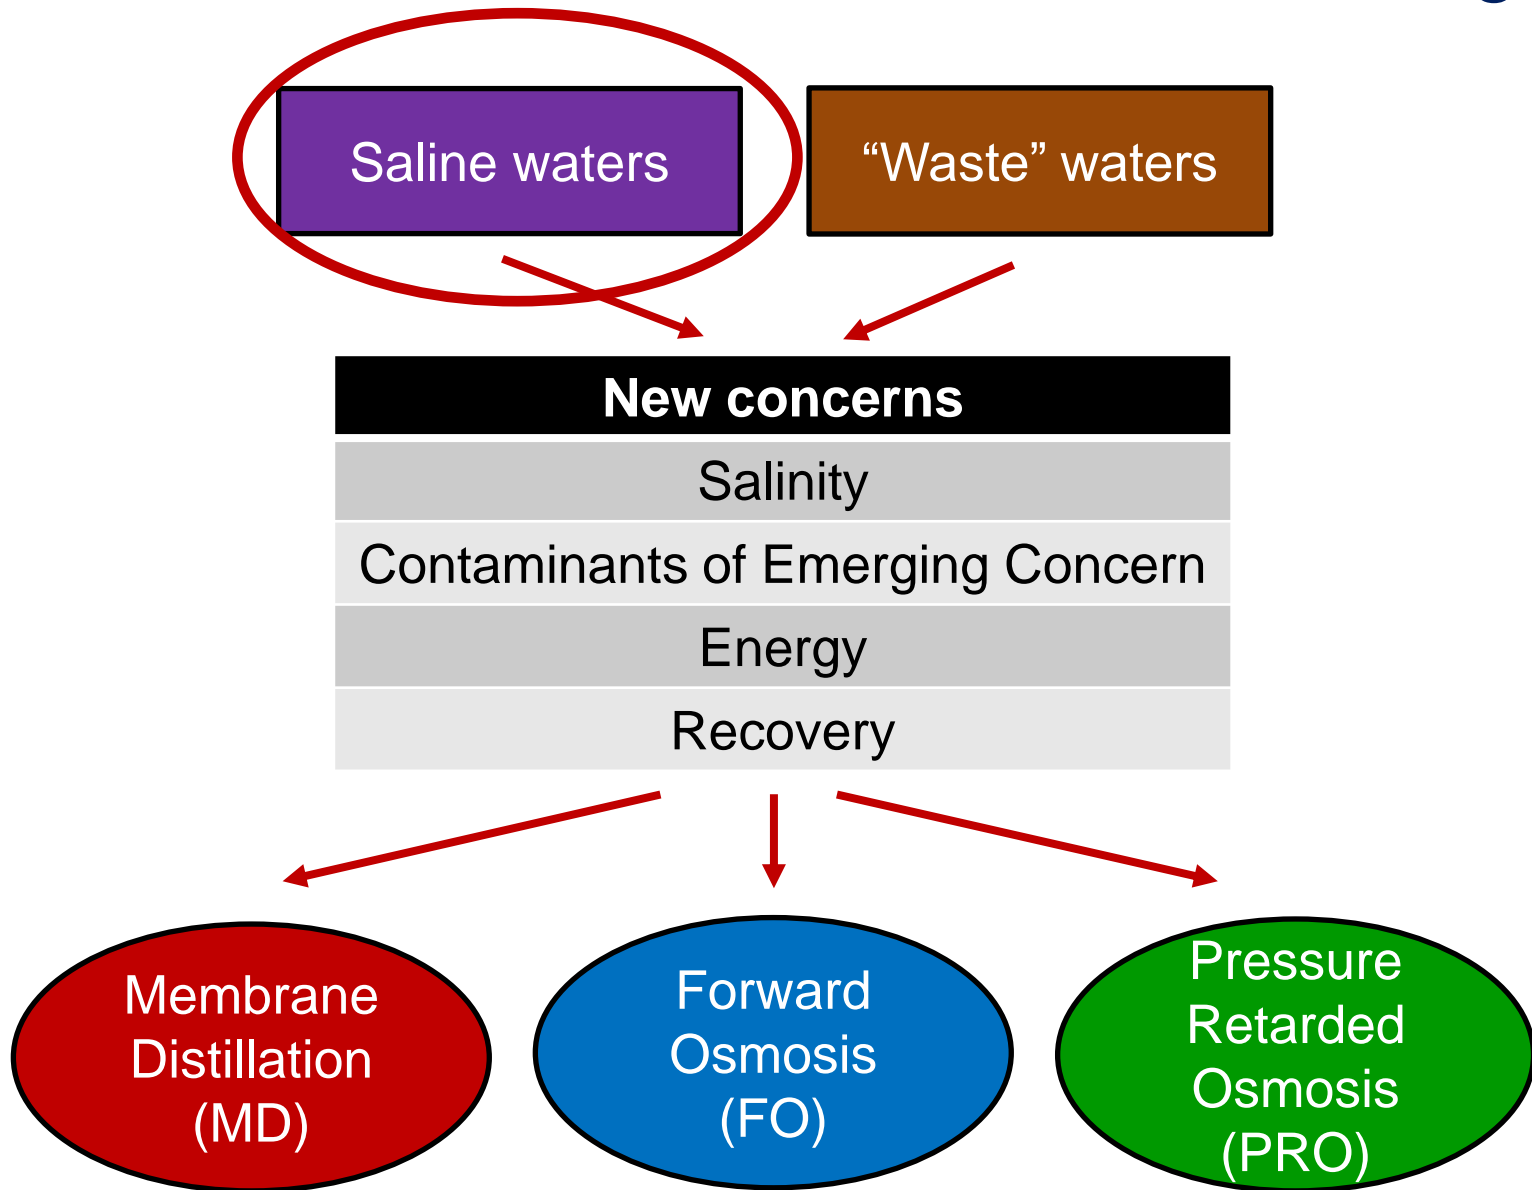 Saline waters
“Waste” waters
New concerns
Salinity
Contaminants of Emerging Concern
Energy
Recovery
Membrane
Distillation
(MD)
Forward
Osmosis
(FO)
Pressure
Retarded
Osmosis
(PRO)